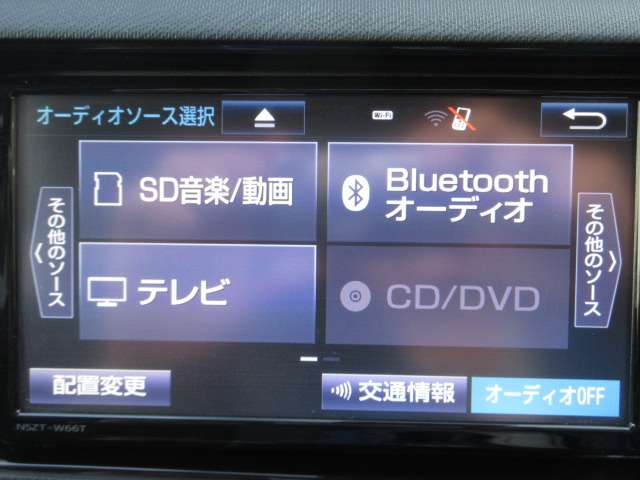 オーディオソース選択
Wi-Fi
その他のソース
SD音楽/動画
Bluetooth
オーディオ
その他のソース
テレビ
CD/DVD
配置変更
交通情報
オーディオOFF
NSZT-W66T